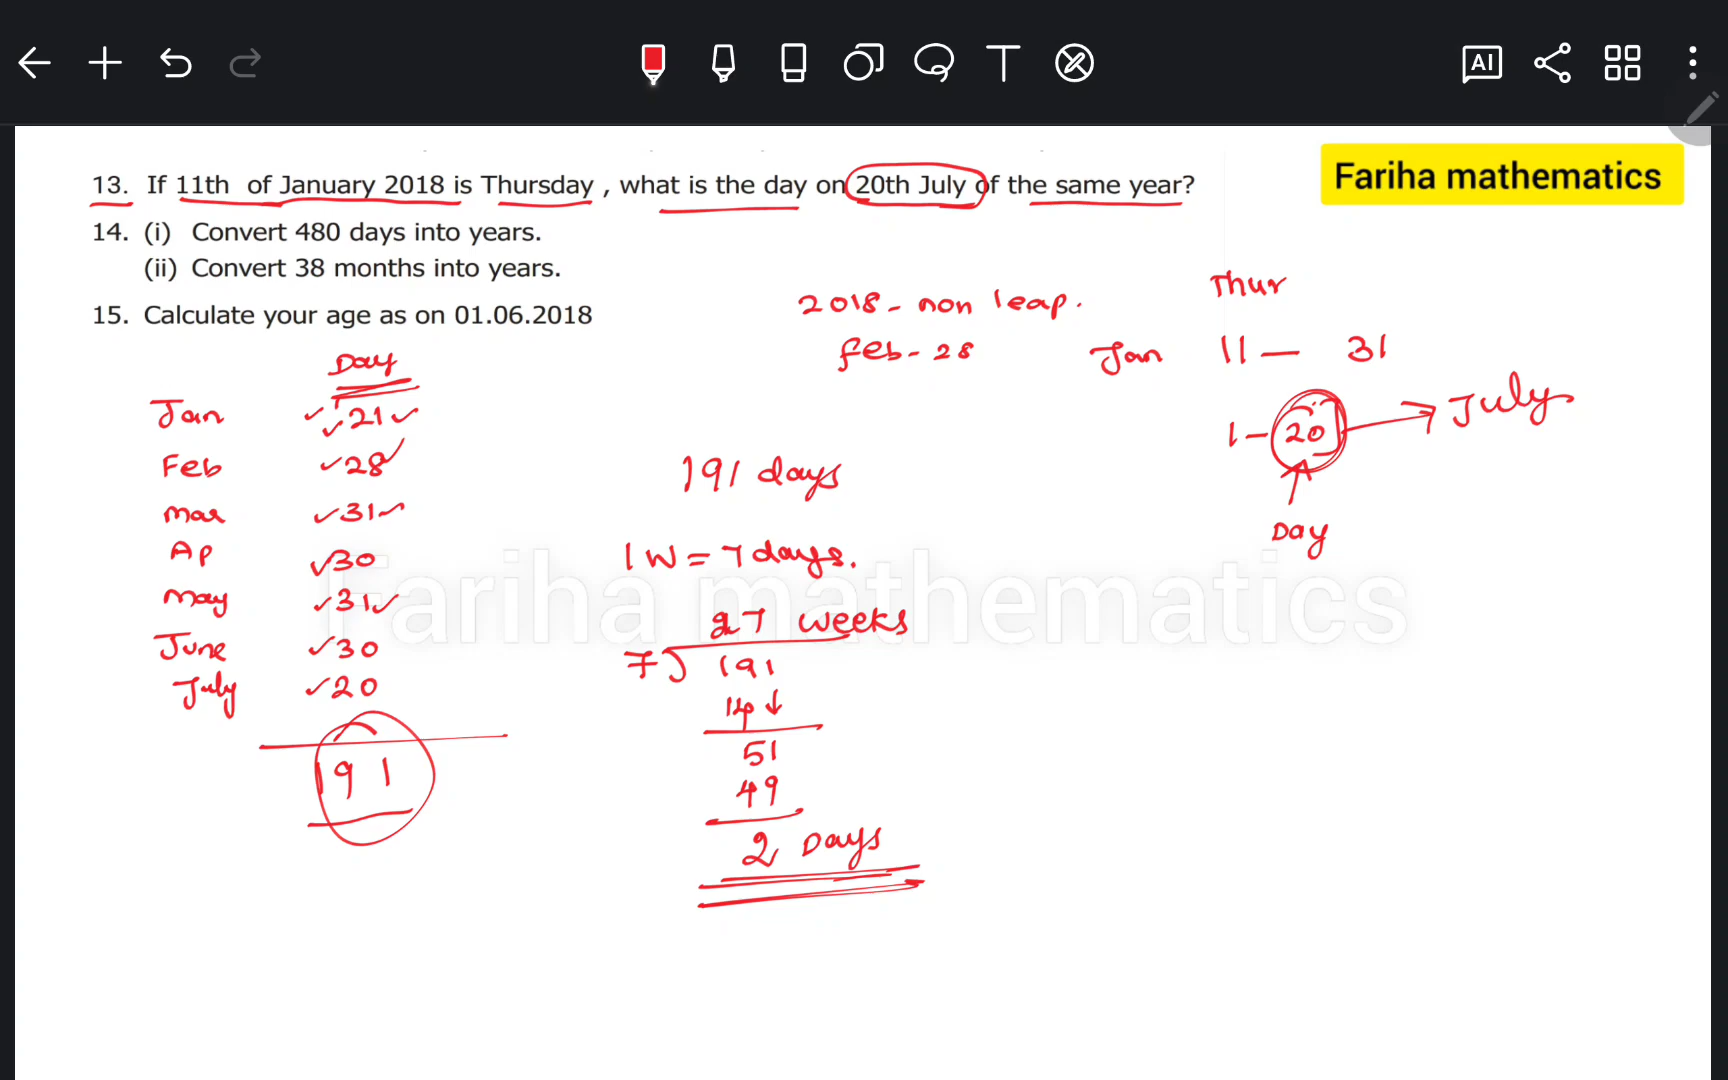 AI
Fariha mathematics
13. If 11th of January 2018 is Thursday , what is the day on 20th July of the same year?
14. (i) Convert 480 days into years.
(ii) Convert 38 months into years.
15. Calculate your age as on 01.06.2018
2018 - non leap.
feb - 28
Thur
Jan 11 - 31
1 - 20 → July
Day
Day
Jan 21
Feb 28
Mar 31
Ap 30
May 31
June 30
July 20
191
191 days
1 W = 7 days.
27 weeks
7) 191
14 ↓
51
49
2 Days
Fariha mathematics